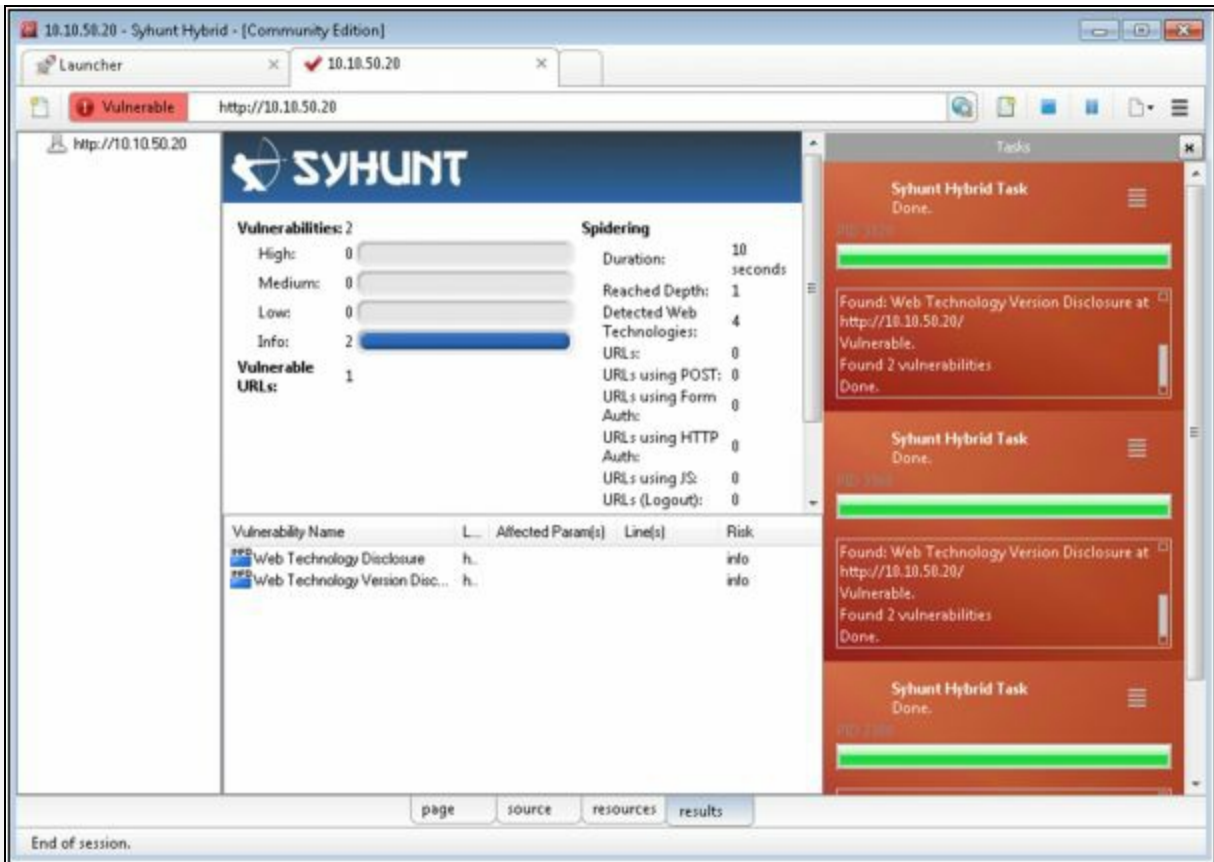 10.10.50.20 - Syhunt Hybrid - [Community Edition]
Launcher
10.10.50.20
Vulnerable
http://10.10.50.20
http://10.10.50.20
SYHUNT
Vulnerabilities: 2
High: 0
Medium: 0
Low: 0
Info: 2
Vulnerable URLs: 1
Spidering
Duration: 10 seconds
Reached Depth: 1
Detected Web Technologies: 4
URLs: 0
URLs using POST: 0
URLs using Form Auth: 0
URLs using HTTP Auth: 0
URLs using JS: 0
URLs (Logout): 0
Vulnerability Name L... Affected Param(s) Line(s) Risk
Web Technology Disclosure h.. info
Web Technology Version Disc... h.. info
Tasks
Syhunt Hybrid Task
Done.
Found: Web Technology Version Disclosure at
http://10.10.50.20/
Vulnerable.
Found 2 vulnerabilities
Done.
Syhunt Hybrid Task
Done.
Found: Web Technology Version Disclosure at
http://10.10.50.20/
Vulnerable.
Found 2 vulnerabilities
Done.
Syhunt Hybrid Task
Done.
page source resources results
End of session.